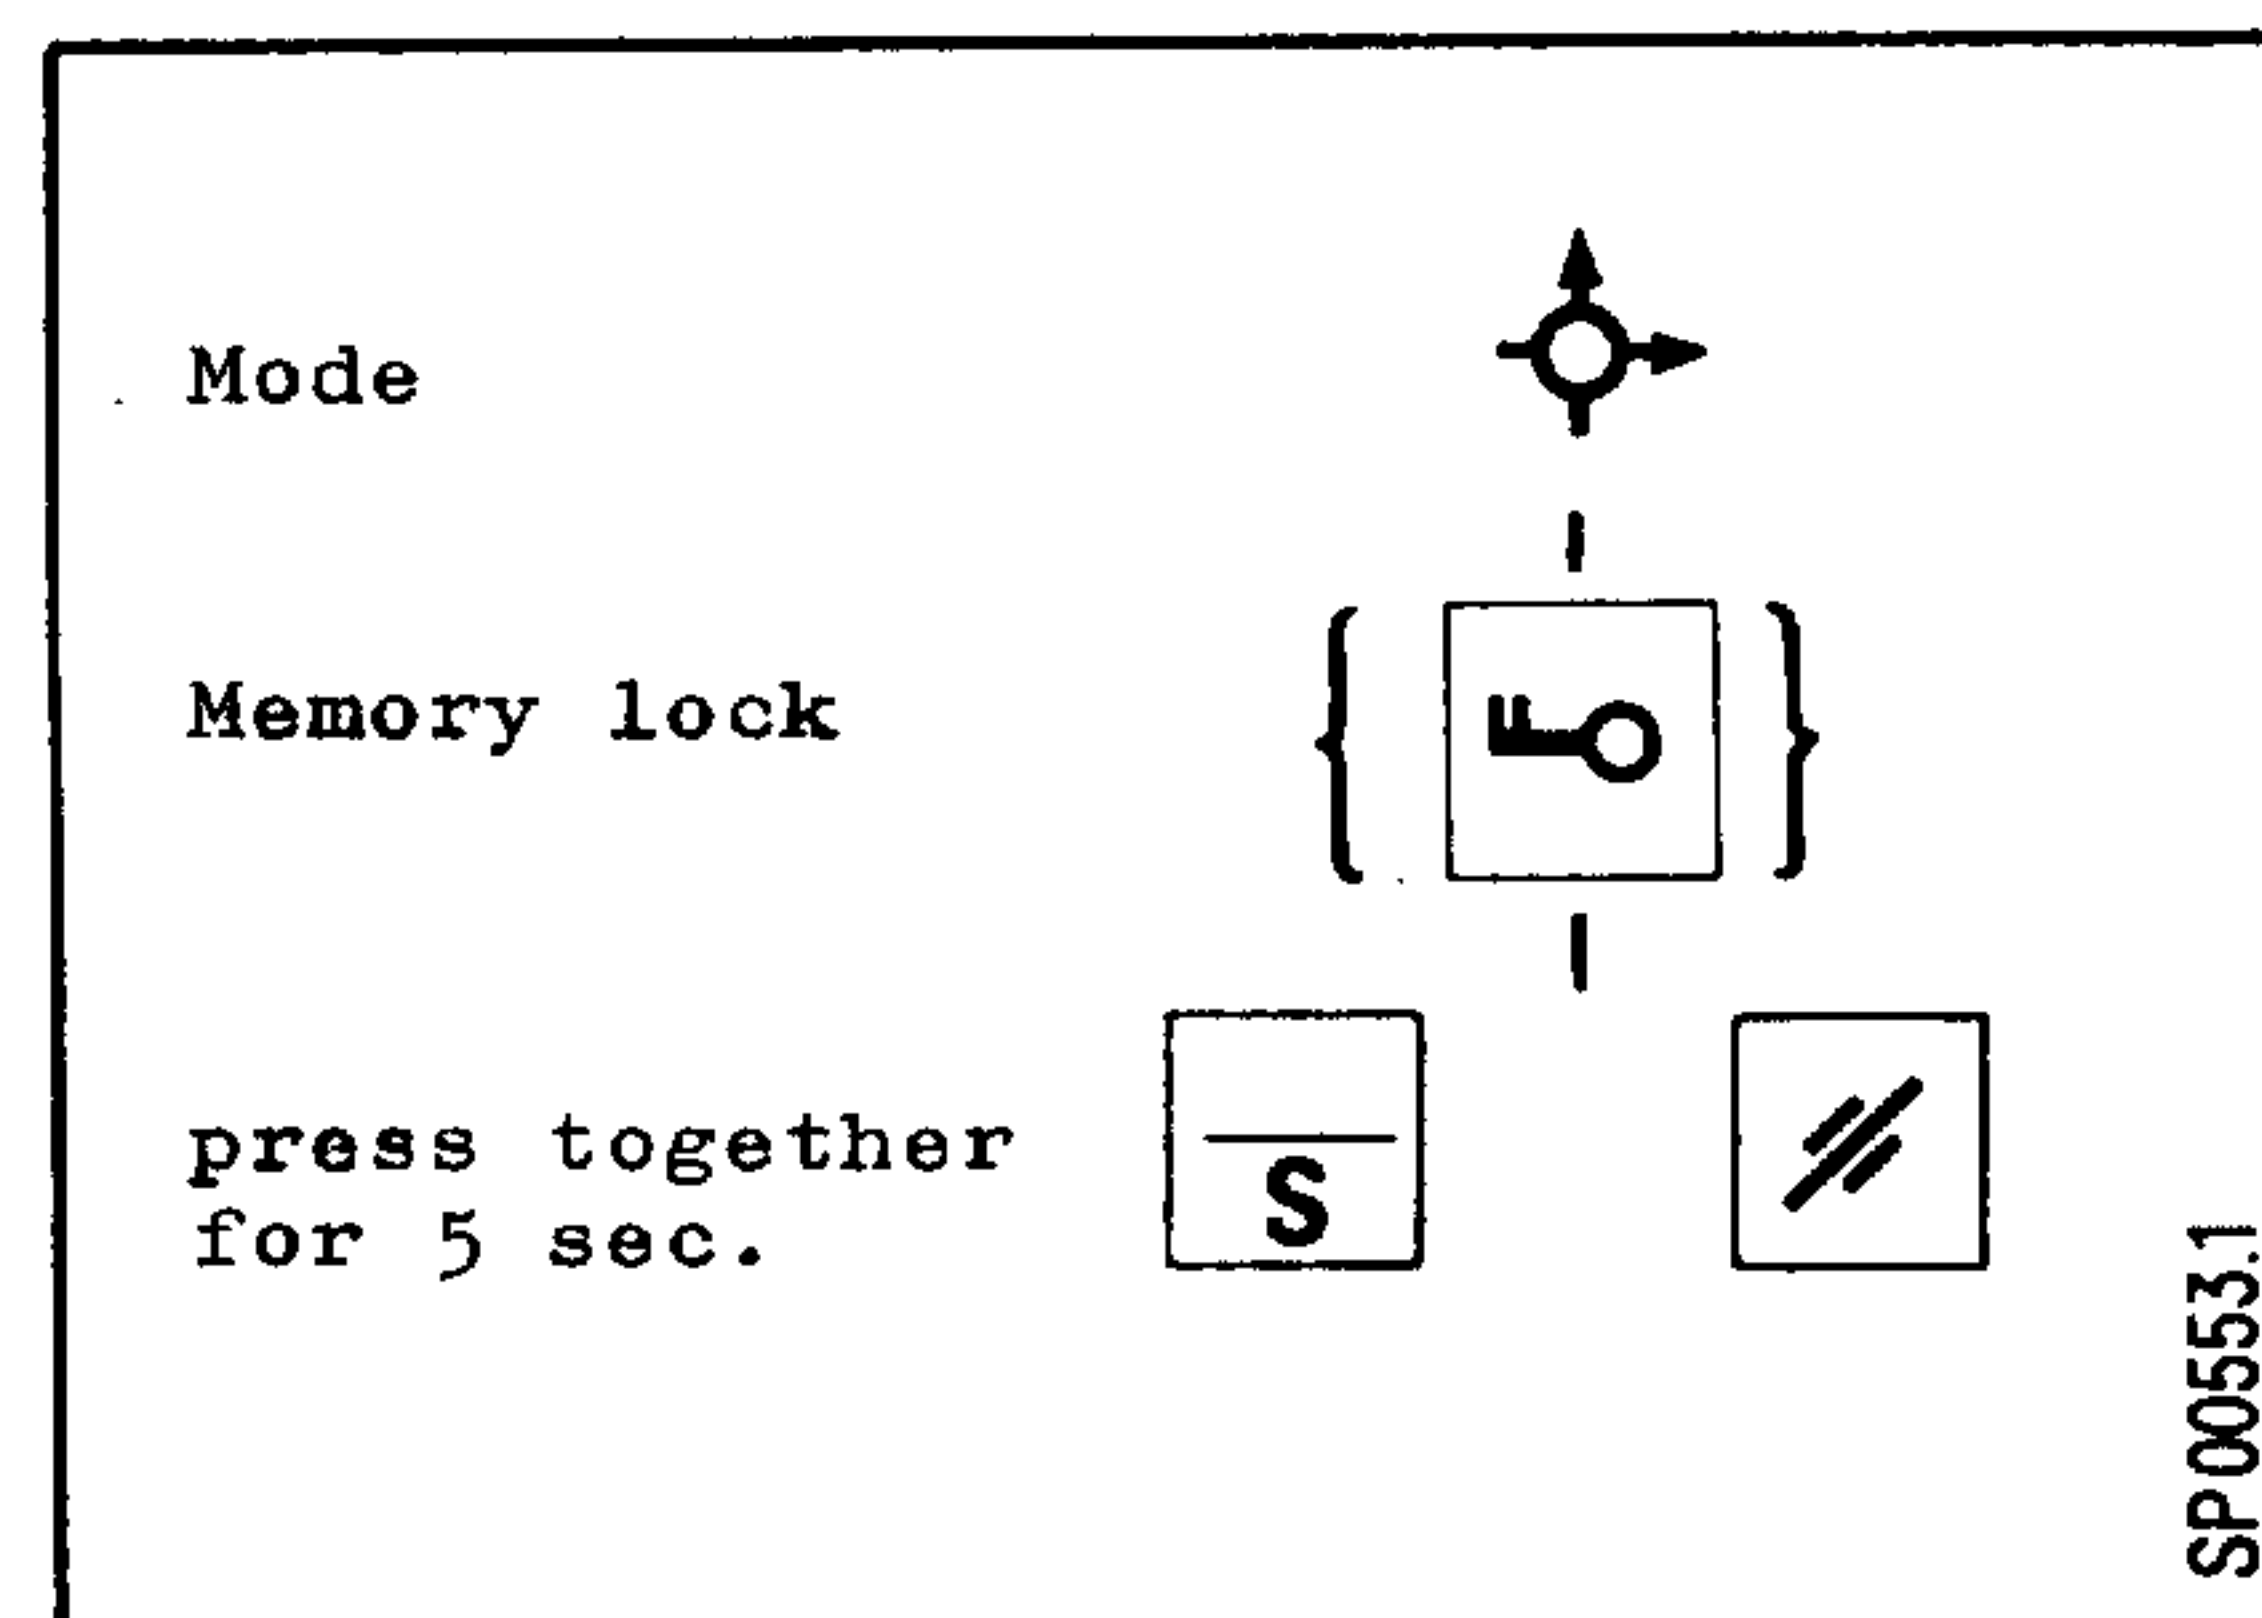 Mode
Memory lock
press together
for 5 sec.
S
SP00553.1